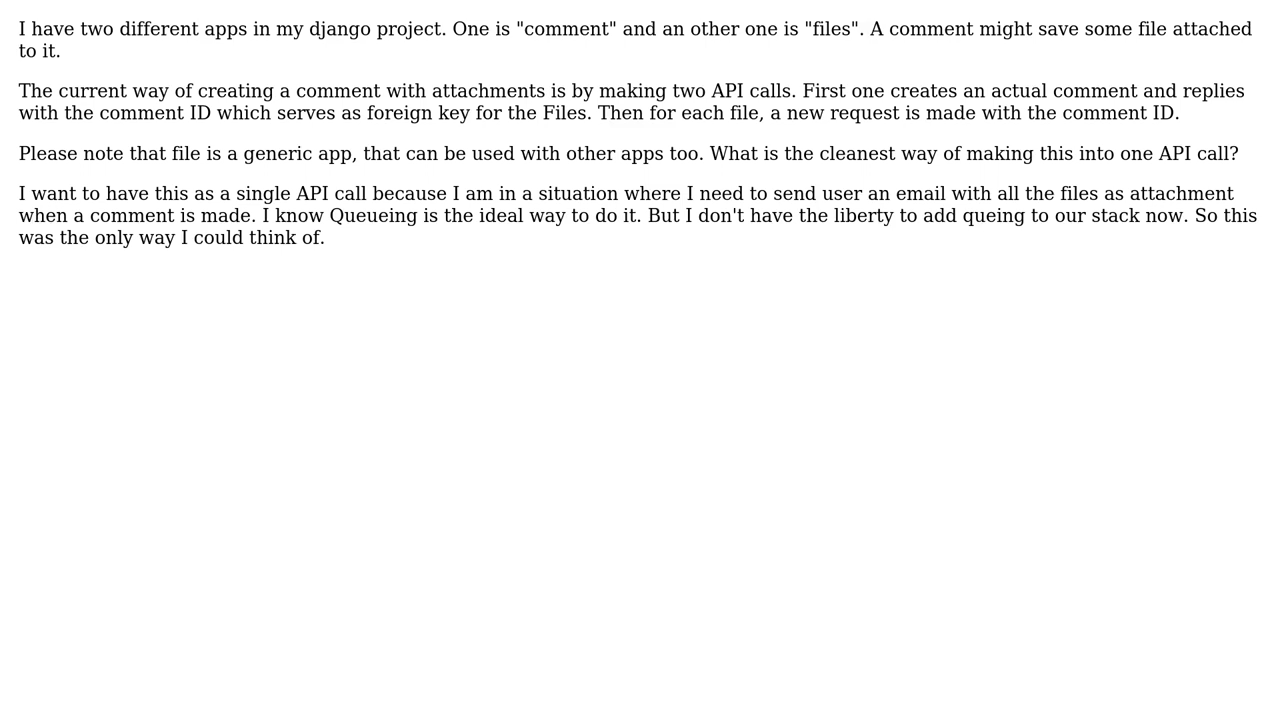 I have two different apps in my django project. One is "comment" and an other one is "files". A comment might save some file attached
to it.
The current way of creating a comment with attachments is by making two API calls. First one creates an actual comment and replies
with the comment ID which serves as foreign key for the Files. Then for each file, a new request is made with the comment ID.
Please note that file is a generic app, that can be used with other apps too. What is the cleanest way of making this into one API call?
I want to have this as a single API call because I am in a situation where I need to send user an email with all the files as attachment
when a comment is made. I know Queueing is the ideal way to do it. But I don't have the liberty to add queing to our stack now. So this
was the only way I could think of.